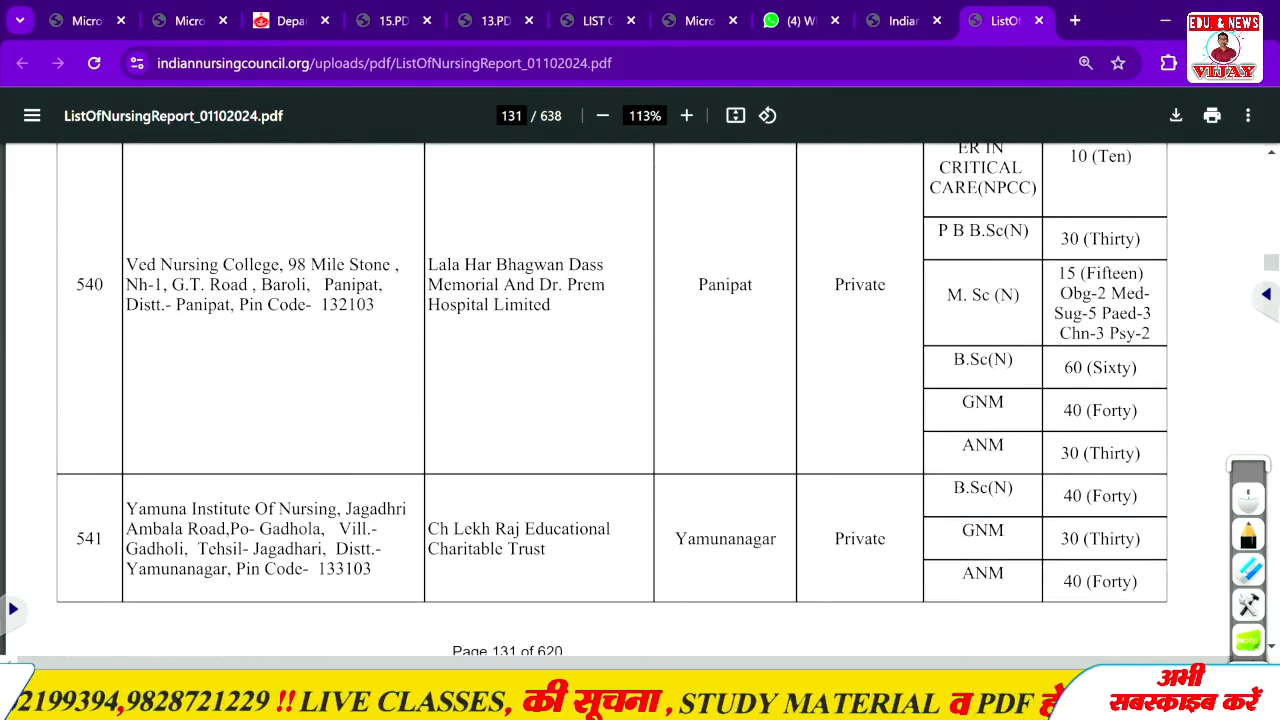 Micro
Micro
Depa
15.PD
13.PD
LIST C
Micro
(4) W
Indian
ListOf
EDU. & NEWS
VIJAY
indiannursingcouncil.org/uploads/pdf/ListOfNursingReport_01102024.pdf
ListOfNursingReport_01102024.pdf
131 / 638
113%
ER IN
CRITICAL
CARE(NPCC)
10 (Ten)
540
Ved Nursing College, 98 Mile Stone ,
Nh-1, G.T. Road , Baroli, Panipat,
Distt.- Panipat, Pin Code- 132103
Lala Har Bhagwan Dass
Memorial And Dr. Prem
Hospital Limited
Panipat
Private
P B B.Sc(N)
30 (Thirty)
M. Sc (N)
15 (Fifteen)
Obg-2 Med-
Sug-5 Paed-3
Chn-3 Psy-2
B.Sc(N)
60 (Sixty)
GNM
40 (Forty)
ANM
30 (Thirty)
541
Yamuna Institute Of Nursing, Jagadhri
Ambala Road,Po- Gadhola, Vill.-
Gadholi, Tehsil- Jagadhari, Distt.-
Yamunanagar, Pin Code- 133103
Ch Lekh Raj Educational
Charitable Trust
Yamunanagar
Private
B.Sc(N)
40 (Forty)
GNM
30 (Thirty)
ANM
40 (Forty)
Page 131 of 620
2199394,9828721229 !! LIVE CLASSES, की सूचना, STUDY MATERIAL व PDF हे
अभी
सबस्क्राइब करें